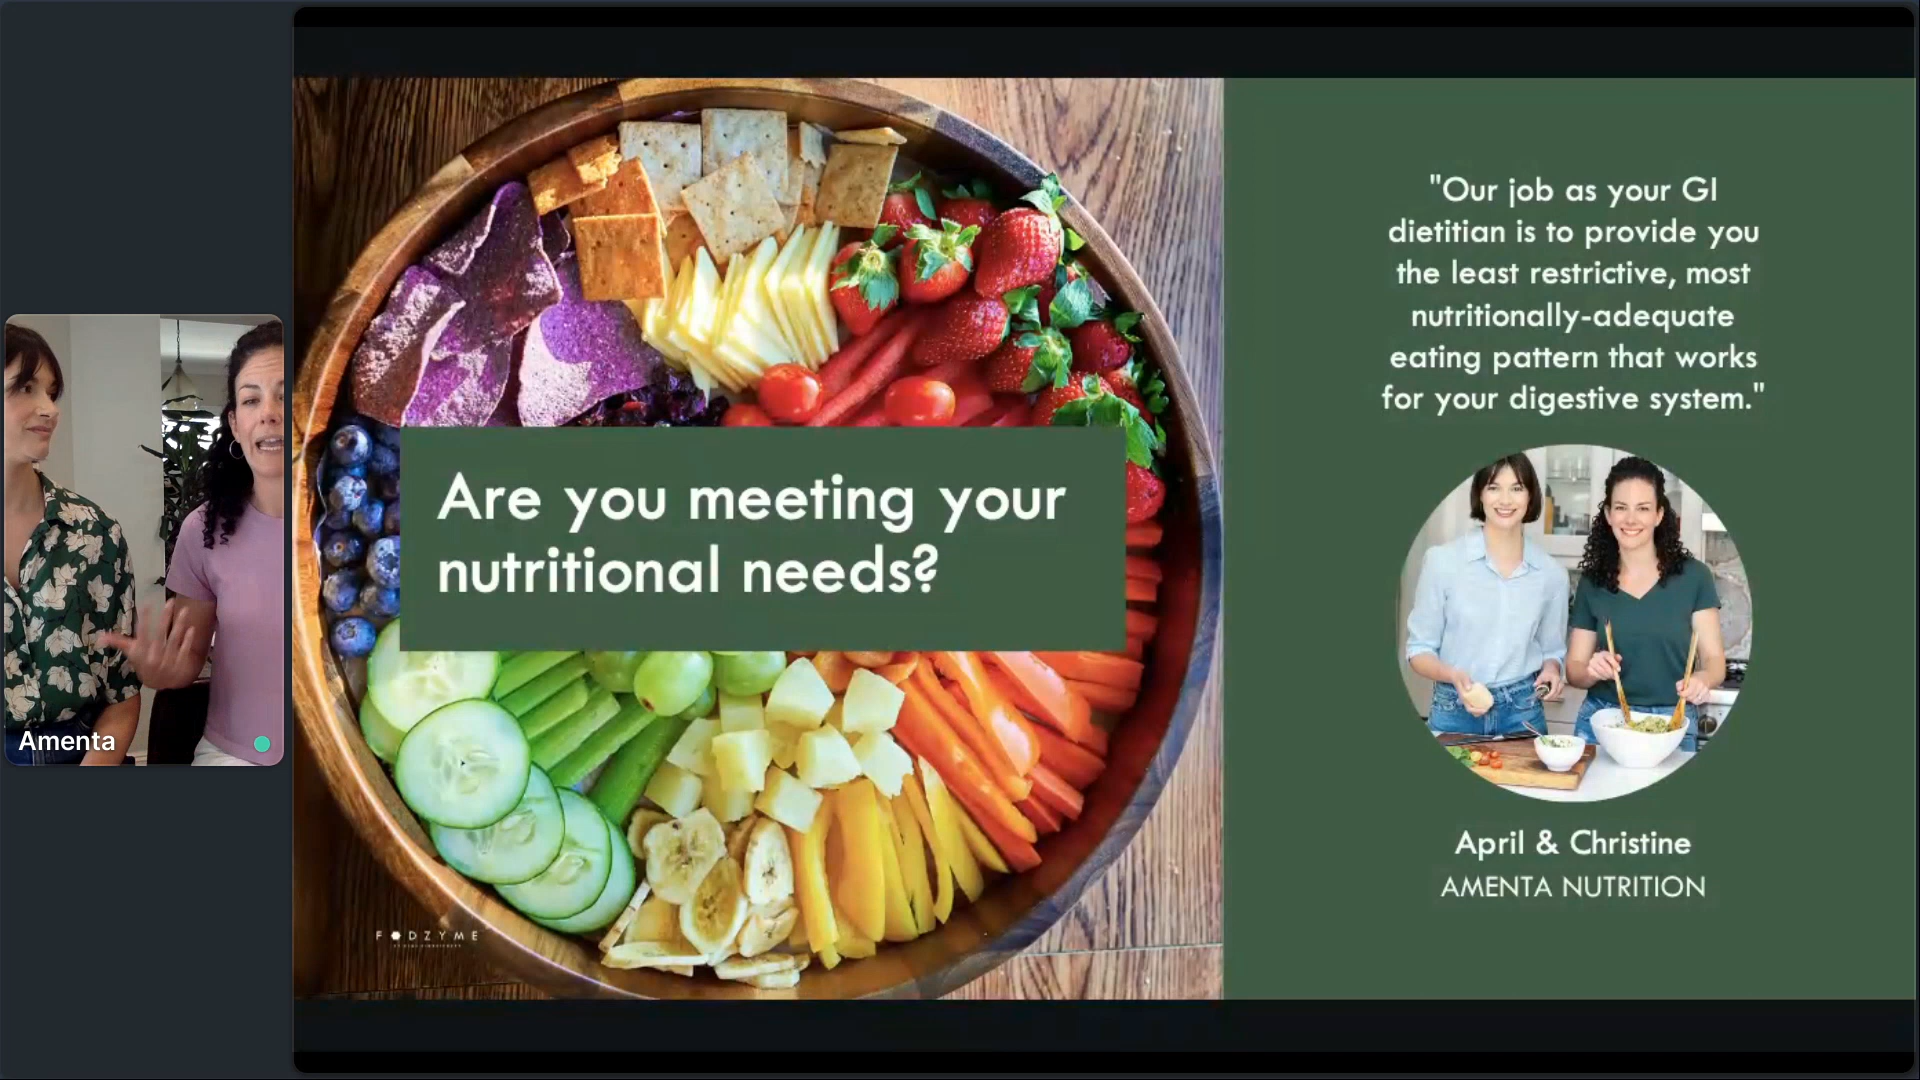 Are you meeting your
nutritional needs?
"Our job as your GI
dietitian is to provide you
the least restrictive, most
nutritionally-adequate
eating pattern that works
for your digestive system."
April & Christine
AMENTA NUTRITION
Amenta
FODZYME